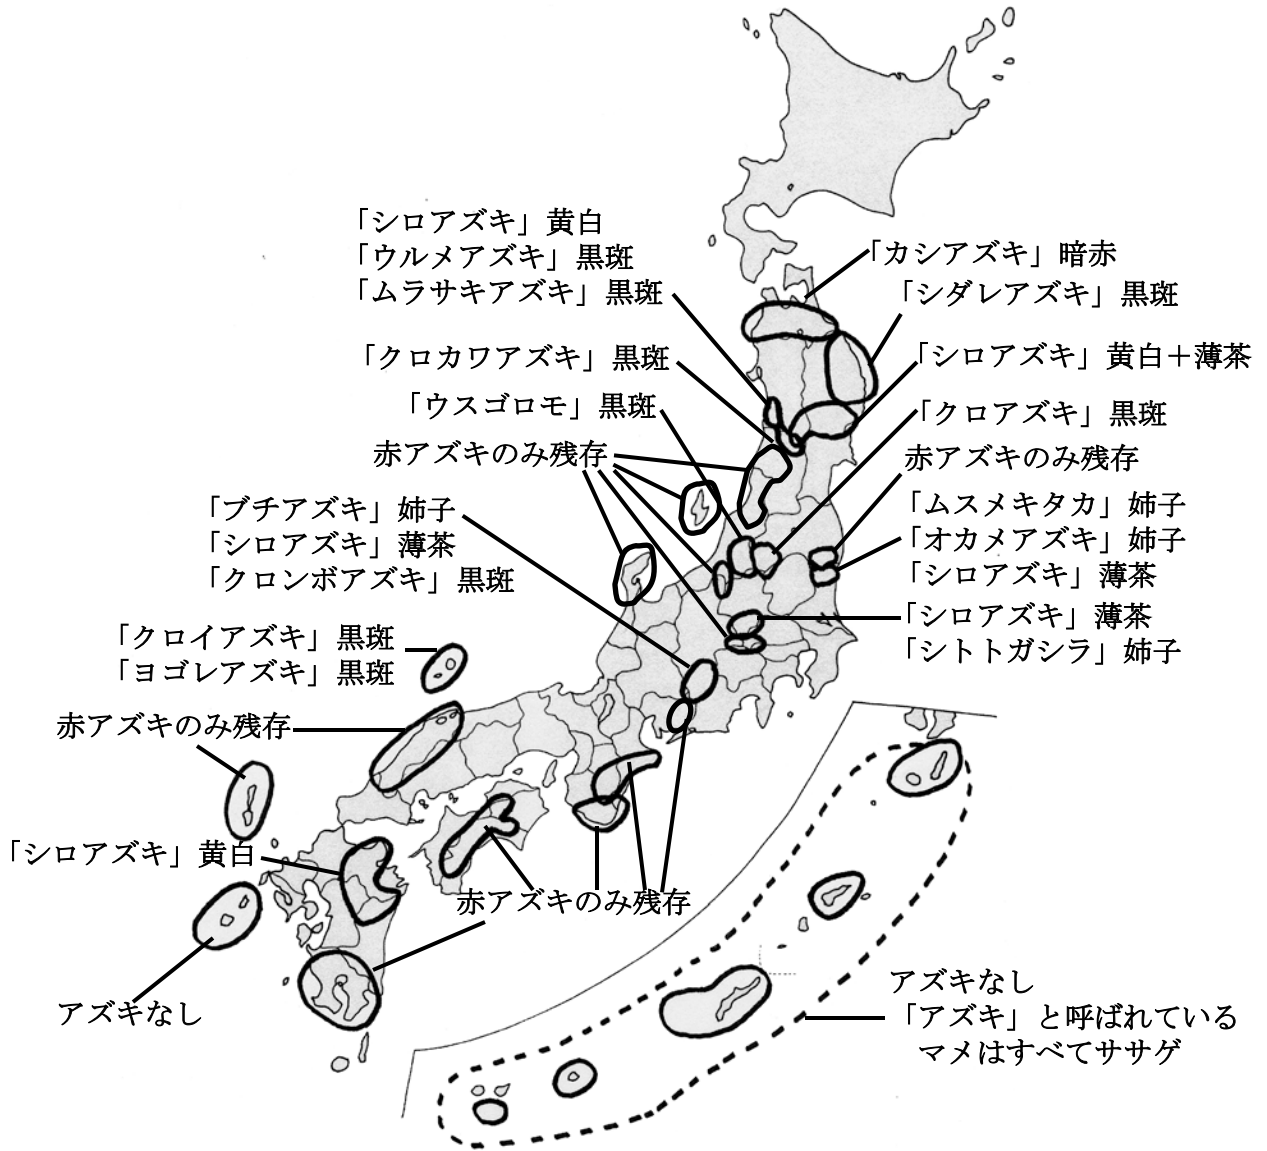 「シロアズキ」黄白
「ウルメアズキ」黒斑
「ムラサキアズキ」黒斑
「カシアズキ」暗赤
「シダレアズキ」黒斑
「クロカワアズキ」黒斑
「シロアズキ」黄白＋薄茶
「ウスゴロモ」黒斑
「クロアズキ」黒斑
赤アズキのみ残存
赤アズキのみ残存
「ブチアズキ」姉子
「シロアズキ」薄茶
「クロンボアズキ」黒斑
「ムスメキタカ」姉子
「オカメアズキ」姉子
「シロアズキ」薄茶
「シロアズキ」薄茶
「シトトガシラ」姉子
「クロイアズキ」黒斑
「ヨゴレアズキ」黒斑
赤アズキのみ残存
「シロアズキ」黄白
赤アズキのみ残存
アズキなし
アズキなし
「アズキ」と呼ばれている
マメはすべてササゲ